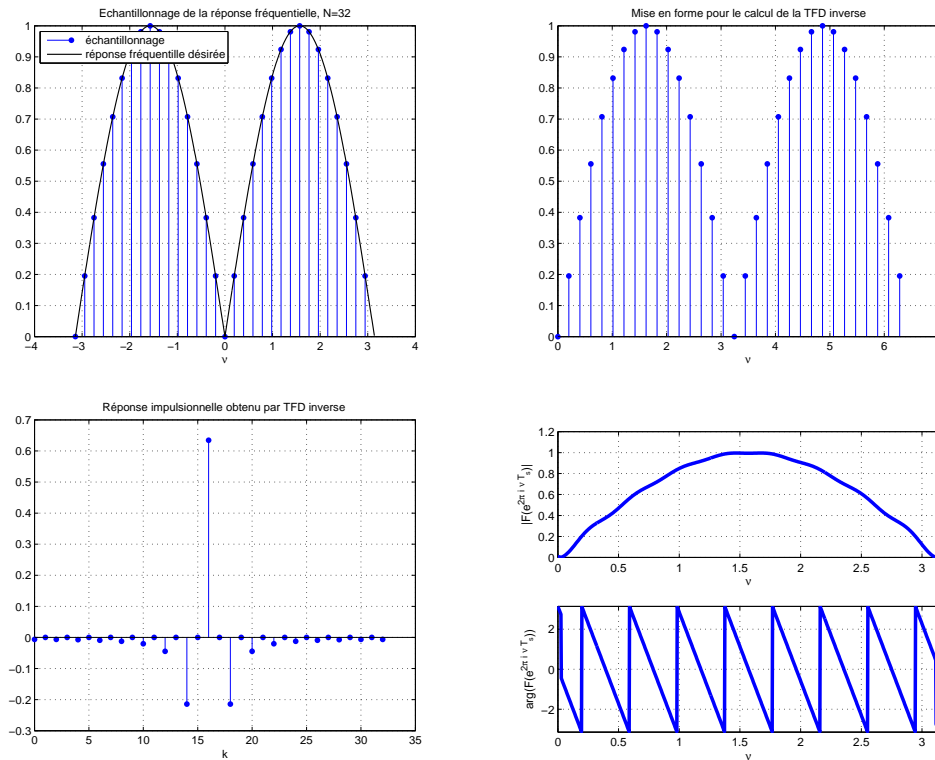 Echantillonnage de la réponse fréquentielle, N=32
échantillonnage
réponse fréquentille désirée
1
0.9
0.8
0.7
0.6
0.5
0.4
0.3
0.2
0.1
0
−4 −3 −2 −1 0 1 2 3 4
ν
Mise en forme pour le calcul de la TFD inverse
1
0.9
0.8
0.7
0.6
0.5
0.4
0.3
0.2
0.1
0
0 1 2 3 4 5 6
ν
Réponse impulsionnelle obtenu par TFD inverse
0.7
0.6
0.5
0.4
0.3
0.2
0.1
0
−0.1
−0.2
−0.3
0 5 10 15 20 25 30 35
k
|F(e^{2π i ν T_s})|
1.2
1
0.8
0.6
0.4
0.2
0
0 0.5 1 1.5 2 2.5 3
ν
arg(F(e^{2π i ν T_s}))
2
0
−2
0 0.5 1 1.5 2 2.5 3
ν